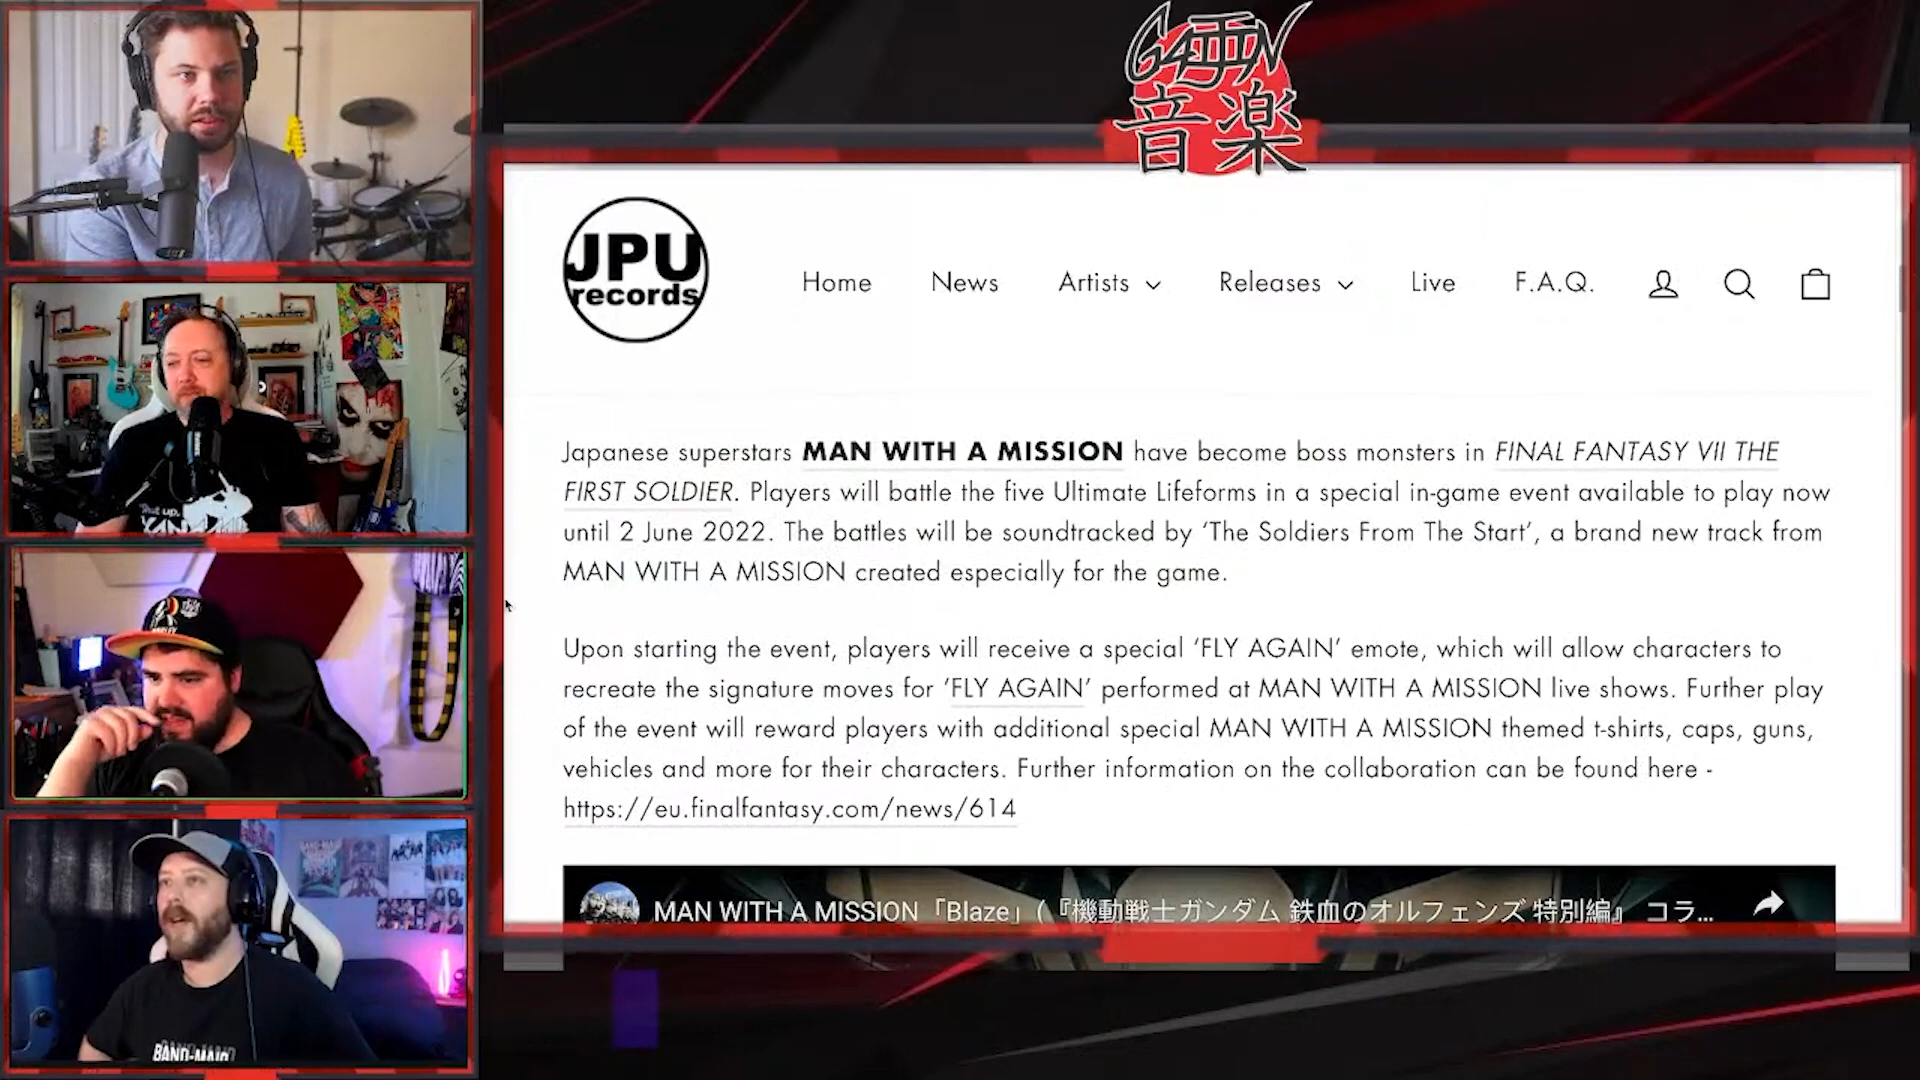 GAIJIN
音楽
JPU
records
Home
News
Artists
Releases
Live
F.A.Q.
Japanese superstars MAN WITH A MISSION have become boss monsters in FINAL FANTASY VII THE
FIRST SOLDIER. Players will battle the five Ultimate Lifeforms in a special in-game event available to play now
until 2 June 2022. The battles will be soundtracked by ‘The Soldiers From The Start’, a brand new track from
MAN WITH A MISSION created especially for the game.
Upon starting the event, players will receive a special ‘FLY AGAIN’ emote, which will allow characters to
recreate the signature moves for ‘FLY AGAIN’ performed at MAN WITH A MISSION live shows. Further play
of the event will reward players with additional special MAN WITH A MISSION themed t-shirts, caps, guns,
vehicles and more for their characters. Further information on the collaboration can be found here -
https://eu.finalfantasy.com/news/614
MAN WITH A MISSION「Blaze」(『機動戦士ガンダム 鉄血のオルフェンズ 特別編』 コラ...
BAND-MAID